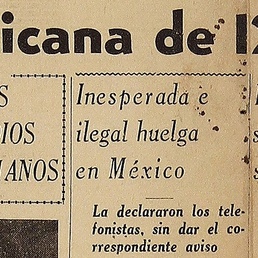 icana de 12
S
IOS
ANOS
Inesperada e
ilegal huelga
en México
La declararon los tele-
fonistas, sin dar el co-
rrespondiente aviso